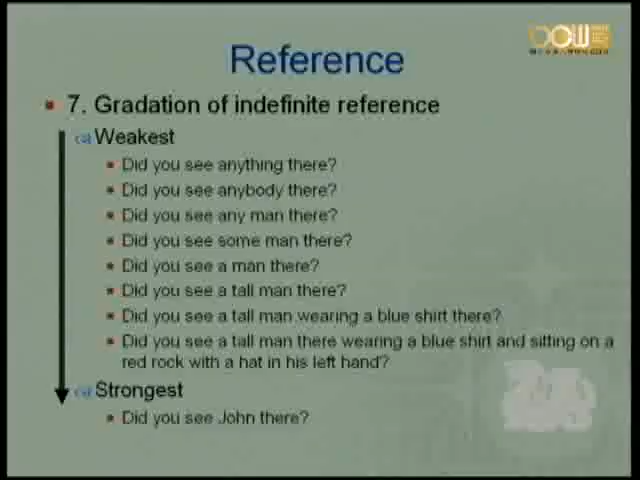 Reference
7. Gradation of indefinite reference
Weakest
Did you see anything there?
Did you see anybody there?
Did you see any man there?
Did you see some man there?
Did you see a man there?
Did you see a tall man there?
Did you see a tall man wearing a blue shirt there?
Did you see a tall man there wearing a blue shirt and sitting on a
red rock with a hat in his left hand?
Strongest
Did you see John there?